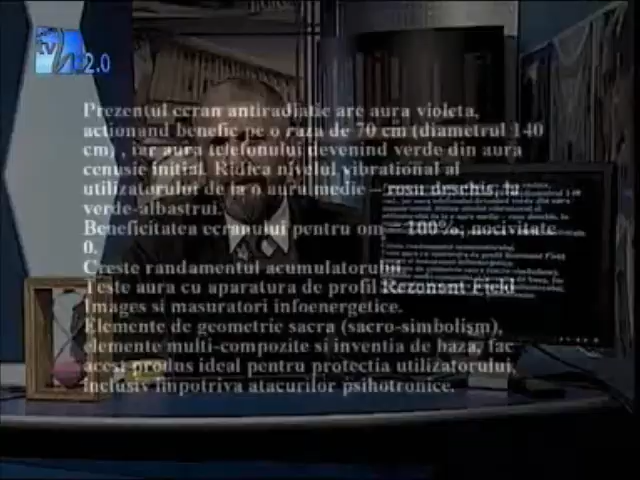 tv 2.0
Prezentul ecran antiradiatic are aura violeta,
actionand benefic pe o raza de 70 cm (diametrul 140
cm) , iar aura telefonului devenind verde din aura
cenusie initial. Ridica nivelul vibrational al
utilizatorului de la o aura medie – rosu deschis, la
verde-albastrui.
Beneficitatea ecranului pentru om = 100%, nocivitate
0.
Creste randamentul acumulatorului.
Teste aura cu aparatura de profil Rezonant Field
Images si masuratori infoenergetice.
Elemente de geometrie sacra (sacro-simbolism),
elemente multi-compozite si inventia de baza, fac
acest produs ideal pentru protectia utilizatorului,
inclusiv impotriva atacurilor psihotronice.